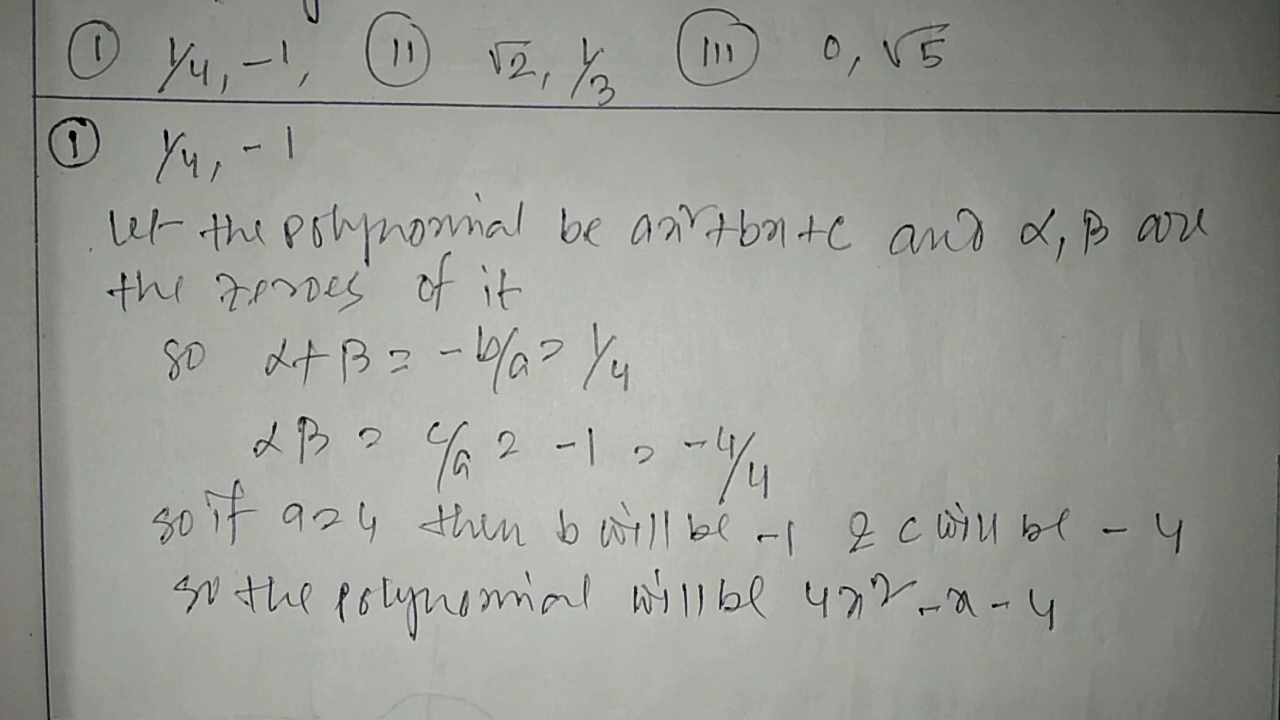 ① 1/4, -1, ⑪ √2, 1/3 ⑪⑪ 0, √5
① 1/4, -1
Let the polynomial be ax²+bx+c and α, β are
the zeroes of it
so α+β = -b/a = 1/4
αβ = c/a = -1 = -4/4
so if a=4 then b will be -1 & c will be -4
so the polynomial will be 4x²-x-4